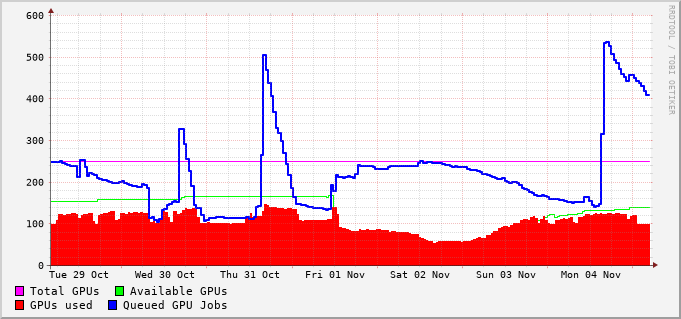 600
500
400
300
200
100
0
Tue 29 Oct Wed 30 Oct Thu 31 Oct Fri 01 Nov Sat 02 Nov Sun 03 Nov Mon 04 Nov
Total GPUs Available GPUs
GPUs used Queued GPU Jobs
RRDTOOL / TOBI OETIKER